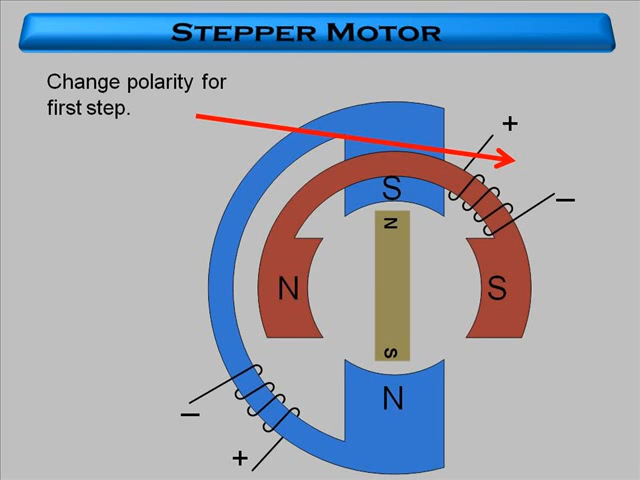 STEPPER MOTOR
Change polarity for
first step.
+
S
–
N
N
S
S
N
–
+